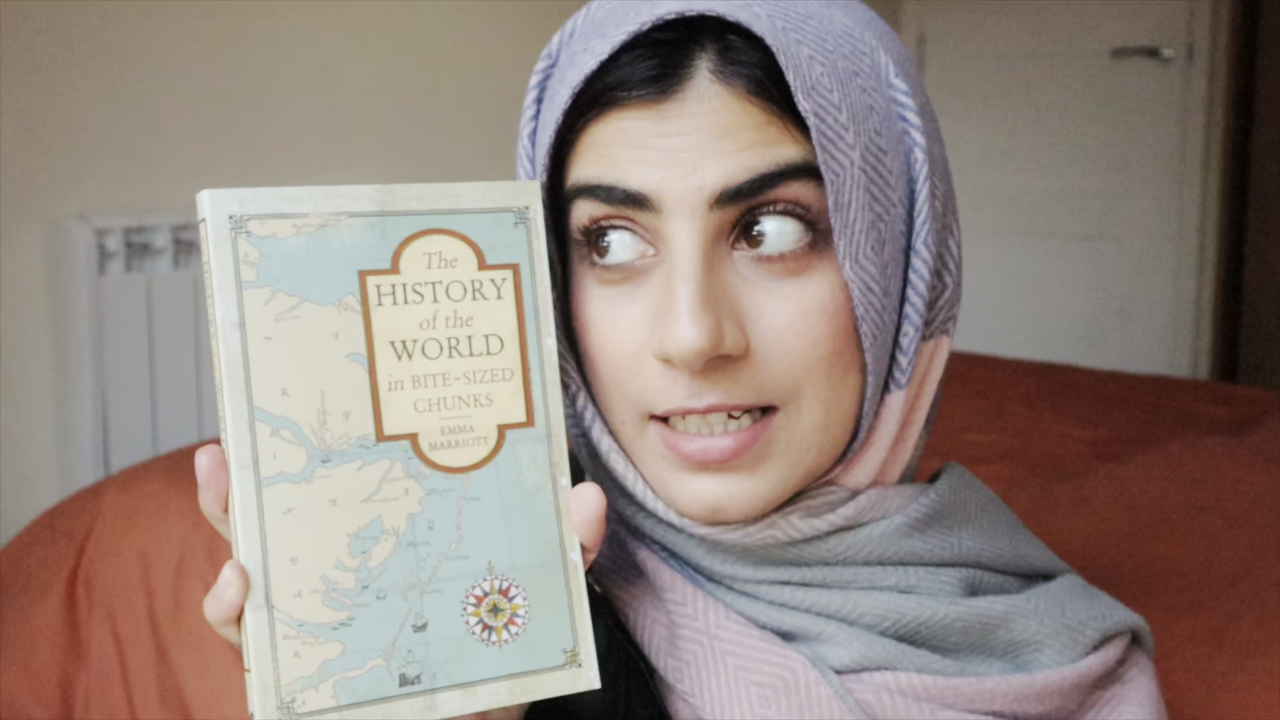 The
HISTORY
of the
WORLD
in BITE-SIZED
CHUNKS
EMMA
MARRIOTT